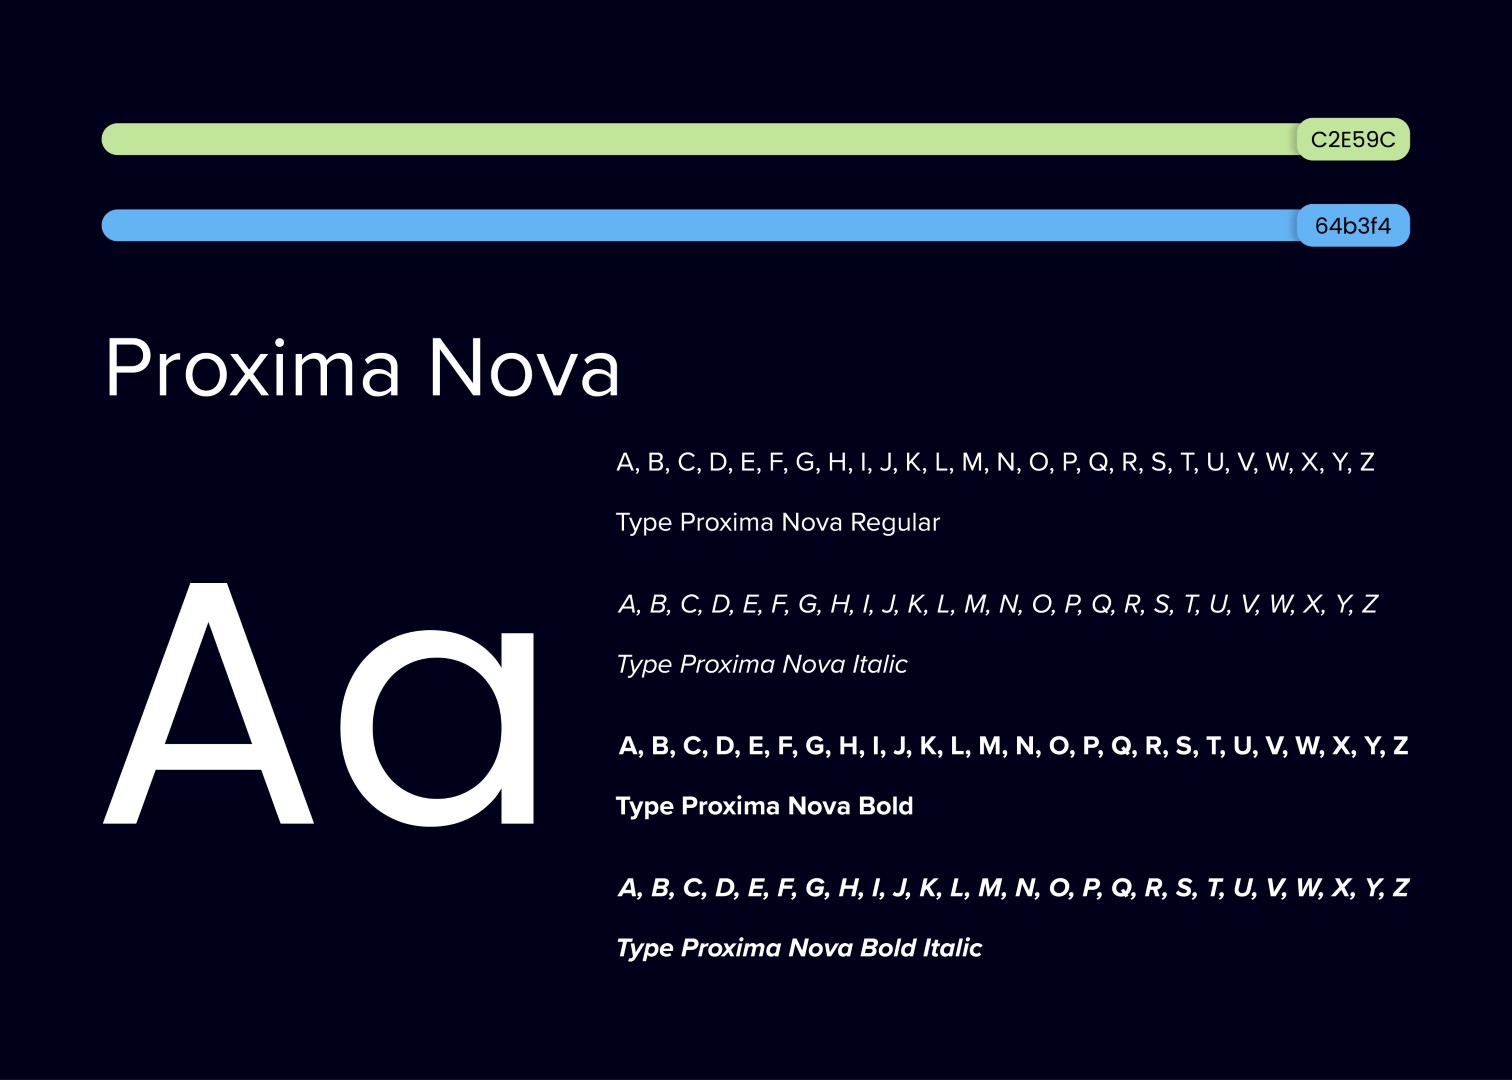 C2E59C
64b3f4
Proxima Nova
Aa
A, B, C, D, E, F, G, H, I, J, K, L, M, N, O, P, Q, R, S, T, U, V, W, X, Y, Z
Type Proxima Nova Regular
A, B, C, D, E, F, G, H, I, J, K, L, M, N, O, P, Q, R, S, T, U, V, W, X, Y, Z
Type Proxima Nova Italic
A, B, C, D, E, F, G, H, I, J, K, L, M, N, O, P, Q, R, S, T, U, V, W, X, Y, Z
Type Proxima Nova Bold
A, B, C, D, E, F, G, H, I, J, K, L, M, N, O, P, Q, R, S, T, U, V, W, X, Y, Z
Type Proxima Nova Bold Italic